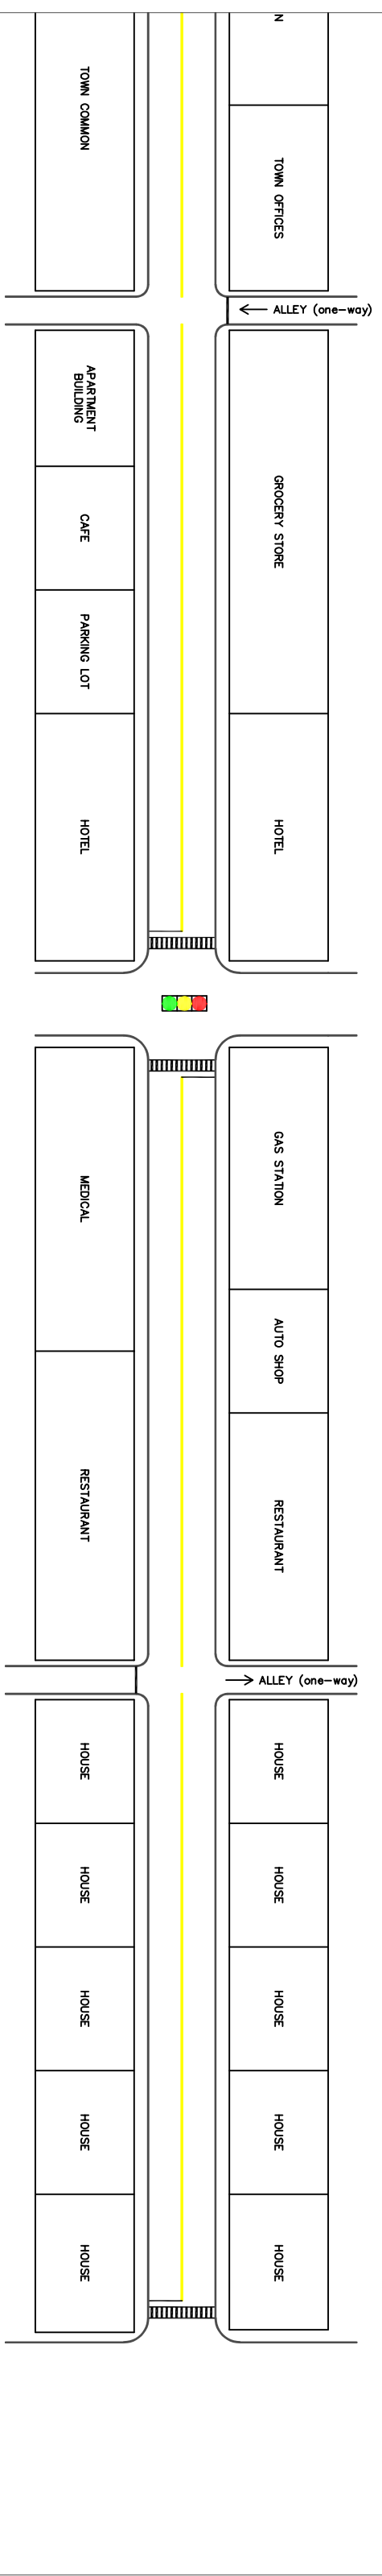 N
TOWN COMMON
TOWN OFFICES
ALLEY (one-way)
APARTMENT
BUILDING
GROCERY STORE
CAFE
PARKING LOT
HOTEL
HOTEL
GAS STATION
MEDICAL
AUTO SHOP
RESTAURANT
RESTAURANT
ALLEY (one-way)
HOUSE
HOUSE
HOUSE
HOUSE
HOUSE
HOUSE
HOUSE
HOUSE
HOUSE
HOUSE